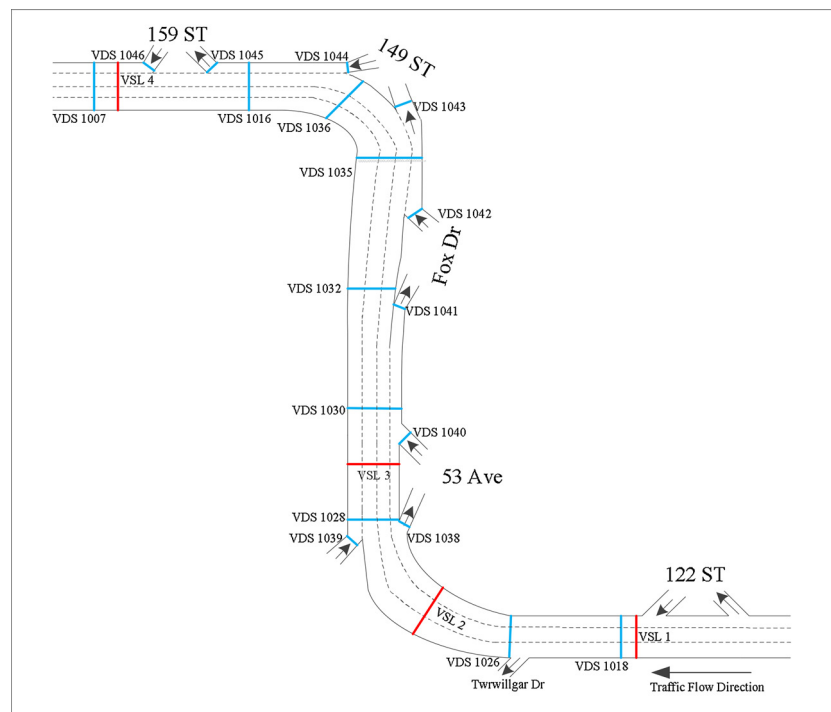 159 ST
VDS 1046
VDS 1045
VDS 1044
149 ST
VSL 4
VDS 1007
VDS 1016
VDS 1036
VDS 1043
VDS 1035
VDS 1042
Fox Dr
VDS 1032
VDS 1041
VDS 1030
VDS 1040
VSL 3
53 Ave
VDS 1028
VDS 1039
VDS 1038
122 ST
VSL 2
VSL 1
VDS 1026
VDS 1018
Twrwillgar Dr
Traffic Flow Direction